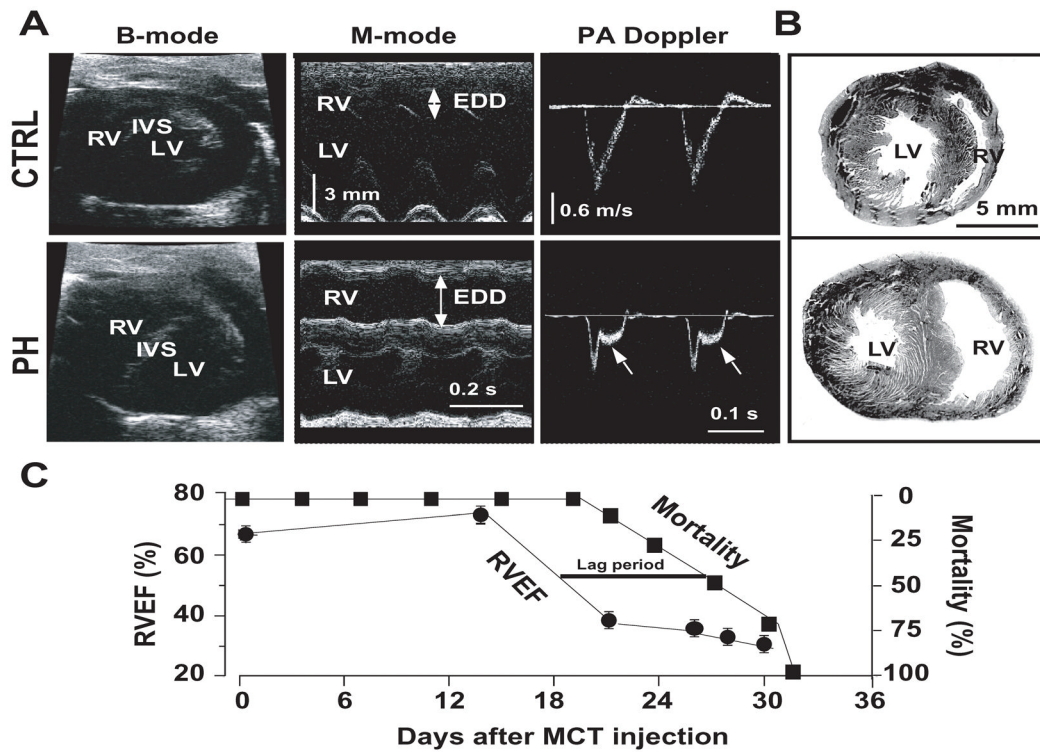 A B
B-mode M-mode PA Doppler
CTRL
RV IVS LV
RV EDD
LV
3 mm
0.6 m/s
LV RV
5 mm
PH
RV
IVS
LV
RV EDD
LV
0.2 s
0.1 s
LV RV
C
80 0
60 25
50
40 75
20 100
RVEF (%)
Mortality (%)
RVEF
Mortality
Lag period
0 6 12 18 24 30 36
Days after MCT injection